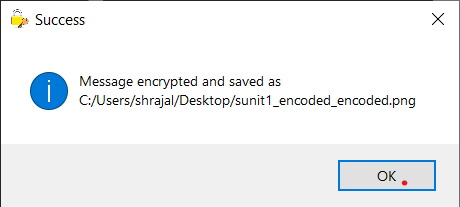 Success
Message encrypted and saved as
C:/Users/shrajal/Desktop/sunit1_encoded_encoded.png
OK